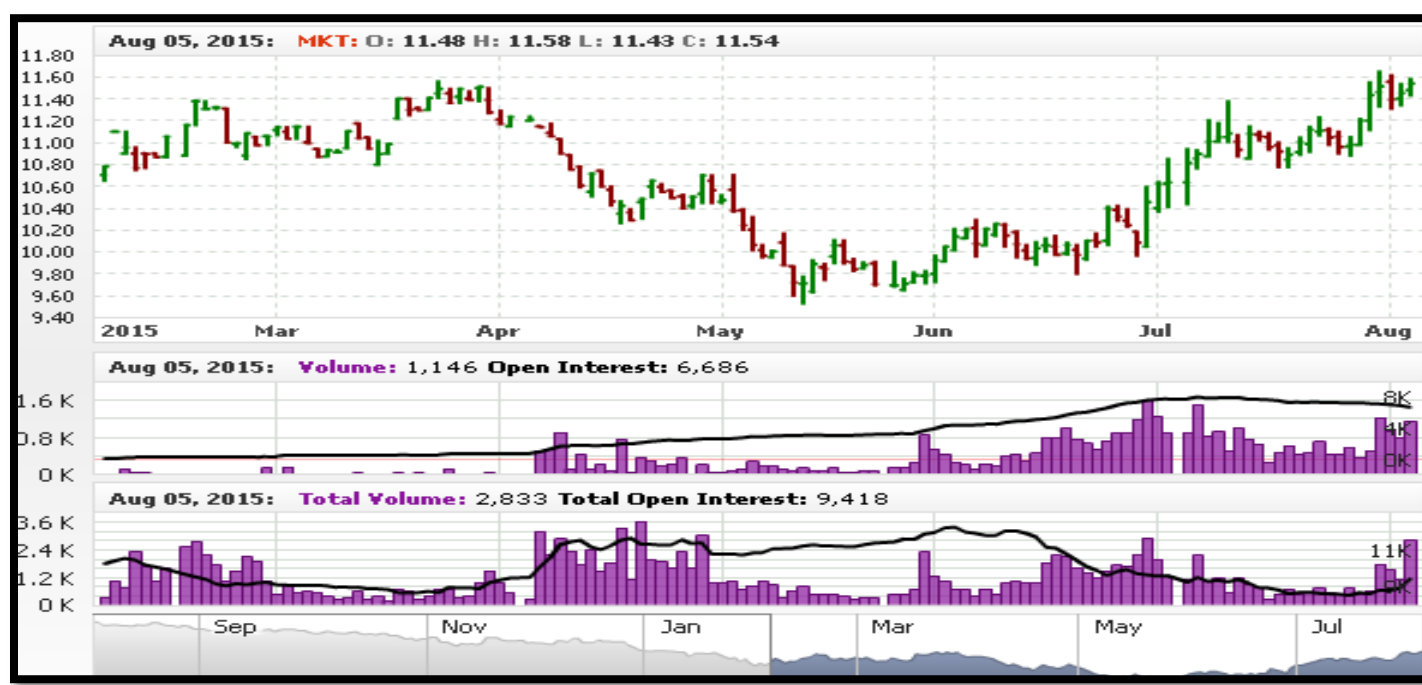 Aug 05, 2015: MKT: O: 11.48 H: 11.58 L: 11.43 C: 11.54
11.80
11.60
11.40
11.20
11.00
10.80
10.60
10.40
10.20
10.00
9.80
9.60
9.40
2015 Mar Apr May Jun Jul Aug
Aug 05, 2015: Volume: 1,146 Open Interest: 6,686
1.6 K 8K
0.8 K 4K
0 K 0K
Aug 05, 2015: Total Volume: 2,833 Total Open Interest: 9,418
3.6 K
2.4 K 11K
1.2 K
0 K
Sep Nov Jan Mar May Jul